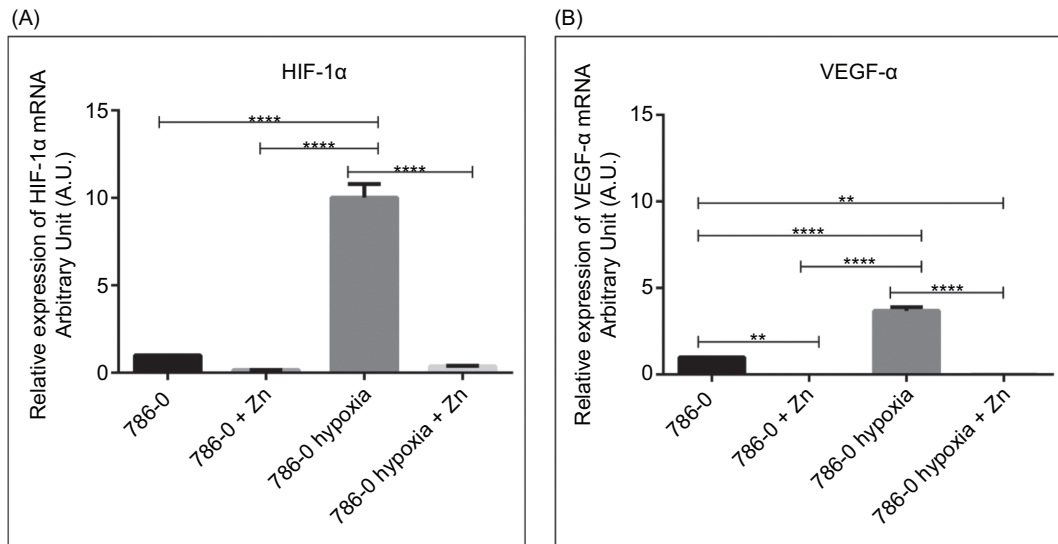 (A)
HIF-1α
Relative expression of HIF-1α mRNA
Arbitrary Unit (A.U.)
15
10
5
0
****
****
****
786-0
786-0 + Zn
786-0 hypoxia
786-0 hypoxia + Zn
(B)
VEGF-α
Relative expression of VEGF-α mRNA
Arbitrary Unit (A.U.)
15
10
5
0
**
****
****
****
**
786-0
786-0 + Zn
786-0 hypoxia
786-0 hypoxia + Zn